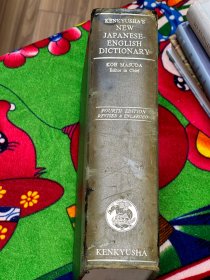 KENKYUSHA'S
NEW
JAPANESE-
ENGLISH
DICTIONARY
KOH MASUDA
Editor in Chief
FOURTH EDITION
REVISED & ENLARGED
KENKYUSHA